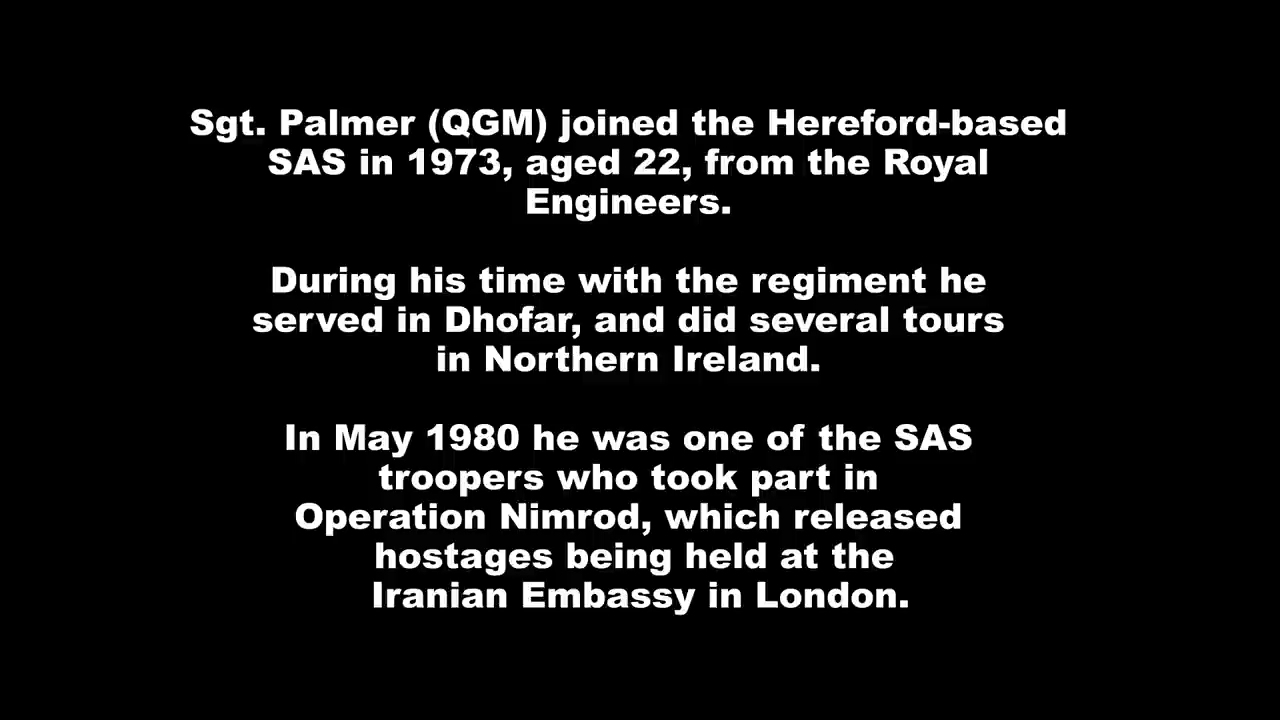 Sgt. Palmer (QGM) joined the Hereford-based
SAS in 1973, aged 22, from the Royal
Engineers.
During his time with the regiment he
served in Dhofar, and did several tours
in Northern Ireland.
In May 1980 he was one of the SAS
troopers who took part in
Operation Nimrod, which released
hostages being held at the
Iranian Embassy in London.